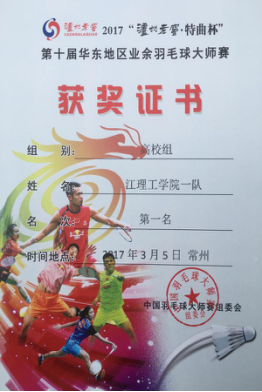 泸州老窖 2017“泸州老窖·特曲杯”
第十届华东地区业余羽毛球大师赛
获奖证书
组 别: 高校组
姓 名: 江理工学院一队
名 次: 第一名
时间地点: 2017年3月5日 常州
中国羽毛球大师赛组委会